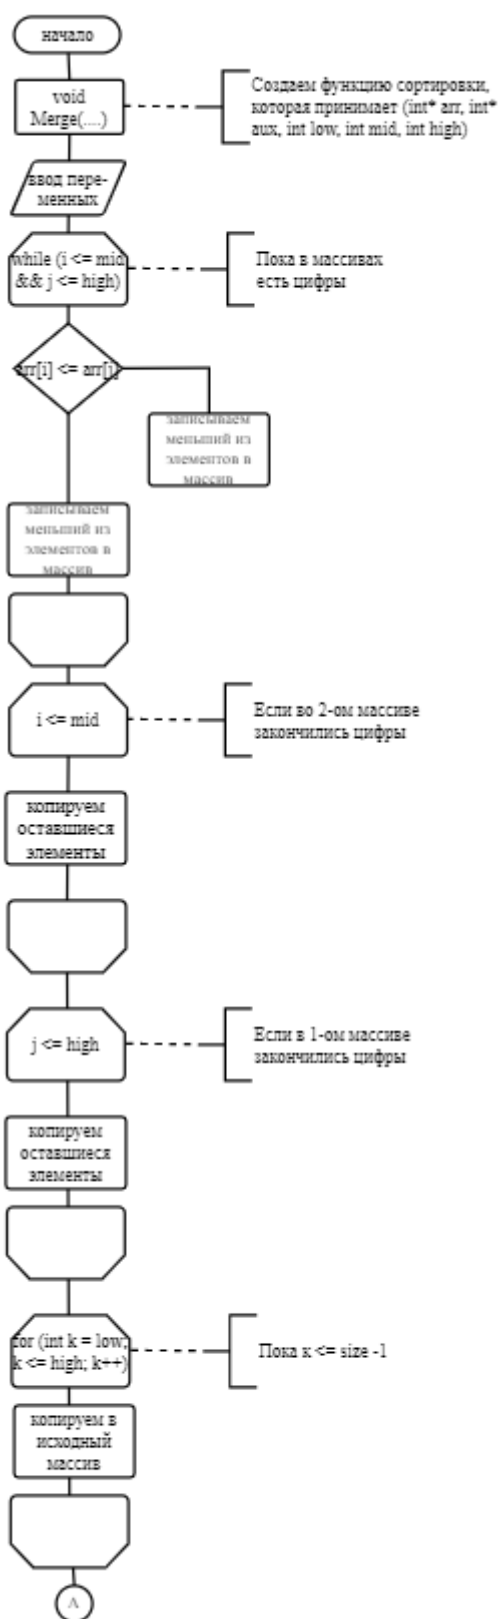 начало
void
Merge(....)
Создаем функцию сортировки,
которая принимает (int* arr, int*
aux, int low, int mid, int high)
ввод пере-
менных
while (i <= mid
&& j <= high)
Пока в массивах
есть цифры
arr[i] <= arr[j]
записываем
меньший из
элементов в
массив
записываем
меньший из
элементов в
массив
i <= mid
Если во 2-ом массиве
закончились цифры
копируем
оставшиеся
элементы
j <= high
Если в 1-ом массиве
закончились цифры
копируем
оставшиеся
элементы
for (int k = low;
k <= high; k++)
Пока x <= size -1
копируем в
исходный
массив
A